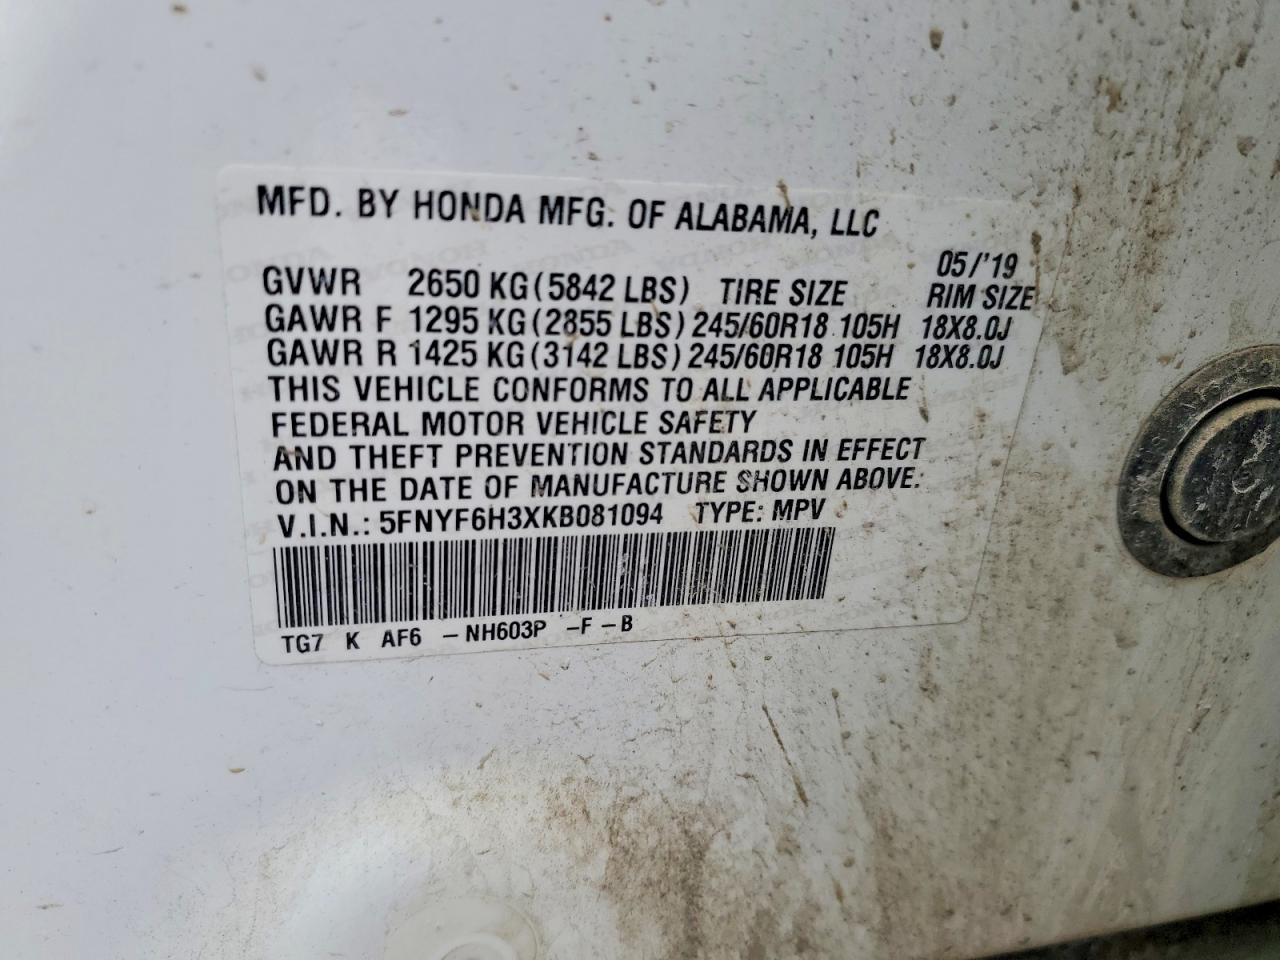 MFD. BY HONDA MFG. OF ALABAMA, LLC
05/'19
GVWR 2650 KG (5842 LBS) TIRE SIZE RIM SIZE
GAWR F 1295 KG (2855 LBS) 245/60R18 105H 18X8.0J
GAWR R 1425 KG (3142 LBS) 245/60R18 105H 18X8.0J
THIS VEHICLE CONFORMS TO ALL APPLICABLE
FEDERAL MOTOR VEHICLE SAFETY
AND THEFT PREVENTION STANDARDS IN EFFECT
ON THE DATE OF MANUFACTURE SHOWN ABOVE.
V.I.N.: 5FNYF6H3XKB081094 TYPE: MPV
TG7 K AF6 -NH603P -F -B